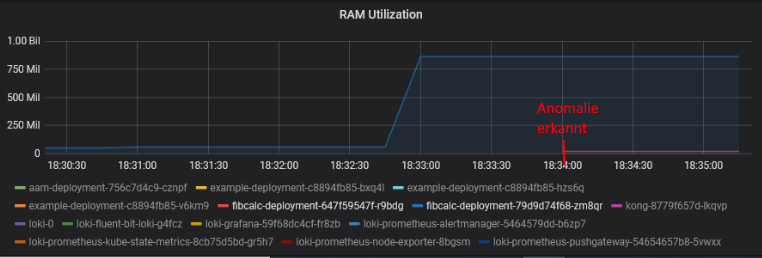 RAM Utilization
1.00 Bil
750 Mil
500 Mil
250 Mil
0
Anomalie
erkannt
18:30:30 18:31:00 18:31:30 18:32:00 18:32:30 18:33:00 18:33:30 18:34:00 18:34:30 18:35:00
aam-deployment-756c7d4c9-cznpf example-deployment-c8894fb85-bxq4l example-deployment-c8894fb85-hzs6q
example-deployment-c8894fb85-v6km9 fibcalc-deployment-647f59547f-r9bdg fibcalc-deployment-79d9d74f68-zm8qr kong-8779f657d-lkqvp
loki-0 loki-fluent-bit-loki-g4fcz loki-grafana-59f68dc4cf-fr8zb loki-prometheus-alertmanager-5464579dd-b6zp7
loki-prometheus-kube-state-metrics-8cb75d5bd-gr5h7 loki-prometheus-node-exporter-8bgsm loki-prometheus-pushgateway-54654657b8-5vwxx